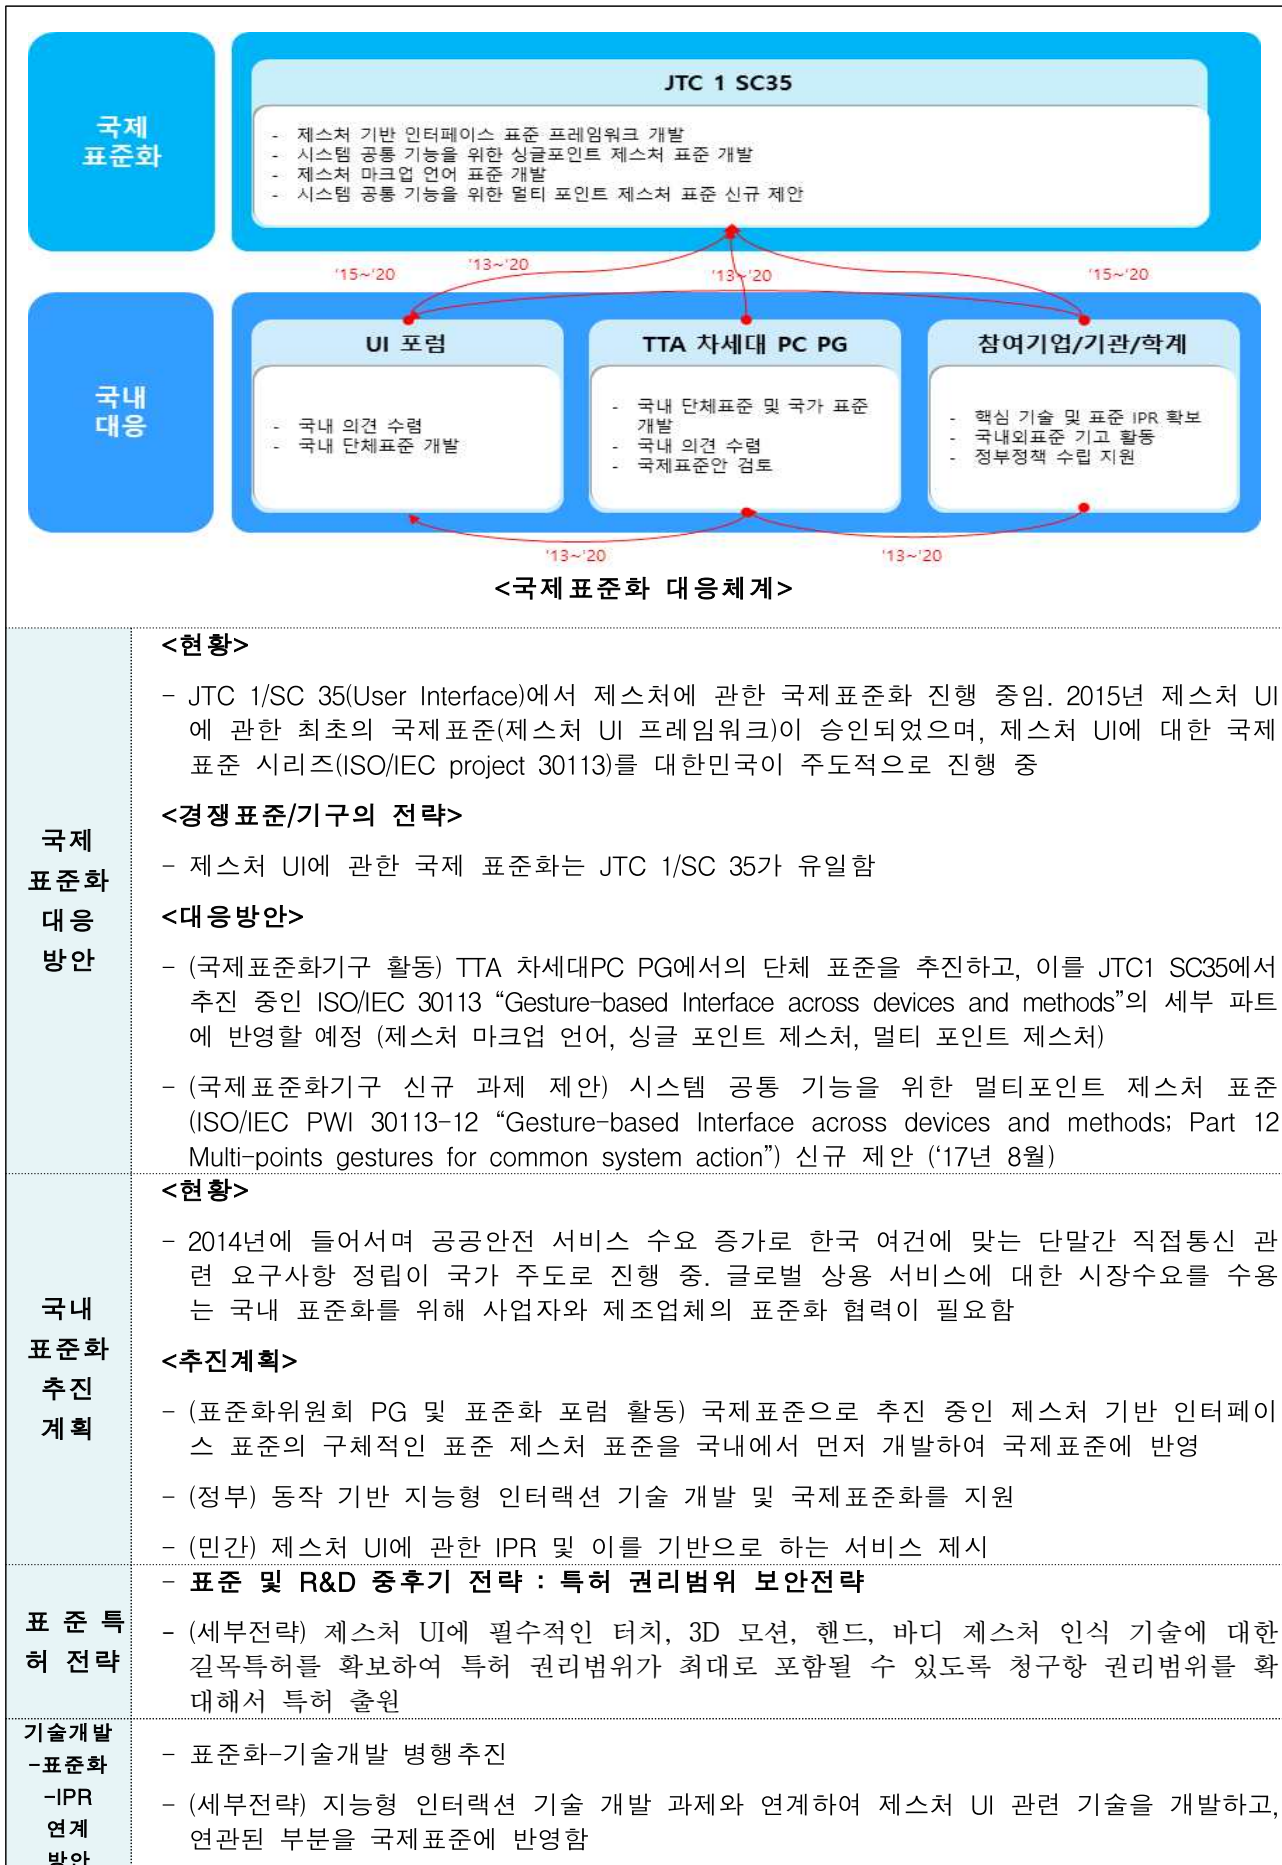 국제
표준화
JTC 1 SC35
- 제스처 기반 인터페이스 표준 프레임워크 개발
- 시스템 공통 기능을 위한 싱글포인트 제스처 표준 개발
- 제스처 마크업 언어 표준 개발
- 시스템 공통 기능을 위한 멀티 포인트 제스처 표준 신규 제안
'15~'20
'13~'20
'13~'20
'15~'20
국내
대응
UI 포럼
- 국내 의견 수렴
- 국내 단체표준 개발
TTA 차세대 PC PG
- 국내 단체표준 및 국가 표준
개발
- 국내 의견 수렴
- 국제표준안 검토
참여기업/기관/학계
- 핵심 기술 및 표준 IPR 확보
- 국내외표준 기고 활동
- 정부정책 수립 지원
'13~'20
'13~'20
<국제표준화 대응체계>
국제
표준화
대응
방안
<현황>
- JTC 1/SC 35(User Interface)에서 제스처에 관한 국제표준화 진행 중임. 2015년 제스처 UI
에 관한 최초의 국제표준(제스처 UI 프레임워크)이 승인되었으며, 제스처 UI에 대한 국제
표준 시리즈(ISO/IEC project 30113)를 대한민국이 주도적으로 진행 중
<경쟁표준/기구의 전략>
- 제스처 UI에 관한 국제 표준화는 JTC 1/SC 35가 유일함
<대응방안>
- (국제표준화기구 활동) TTA 차세대PC PG에서의 단체 표준을 추진하고, 이를 JTC1 SC35에서
추진 중인 ISO/IEC 30113 “Gesture-based Interface across devices and methods”의 세부 파트
에 반영할 예정 (제스처 마크업 언어, 싱글 포인트 제스처, 멀티 포인트 제스처)
- (국제표준화기구 신규 과제 제안) 시스템 공통 기능을 위한 멀티포인트 제스처 표준
(ISO/IEC PWI 30113-12 “Gesture-based Interface across devices and methods; Part 12
Multi-points gestures for common system action”) 신규 제안 (‘17년 8월)
국내
표준화
추진
계획
<현황>
- 2014년에 들어서며 공공안전 서비스 수요 증가로 한국 여건에 맞는 단말간 직접통신 관
련 요구사항 정립이 국가 주도로 진행 중. 글로벌 상용 서비스에 대한 시장수요를 수용
는 국내 표준화를 위해 사업자와 제조업체의 표준화 협력이 필요함
<추진계획>
- (표준화위원회 PG 및 표준화 포럼 활동) 국제표준으로 추진 중인 제스처 기반 인터페이
스 표준의 구체적인 표준 제스처 표준을 국내에서 먼저 개발하여 국제표준에 반영
- (정부) 동작 기반 지능형 인터랙션 기술 개발 및 국제표준화를 지원
- (민간) 제스처 UI에 관한 IPR 및 이를 기반으로 하는 서비스 제시
표 준 특
허 전략
- 표준 및 R&D 중후기 전략 : 특허 권리범위 보안전략
- (세부전략) 제스처 UI에 필수적인 터치, 3D 모션, 핸드, 바디 제스처 인식 기술에 대한
길목특허를 확보하여 특허 권리범위가 최대로 포함될 수 있도록 청구항 권리범위를 확
대해서 특허 출원
기술개발
-표준화
-IPR
연계
방안
- 표준화-기술개발 병행추진
- (세부전략) 지능형 인터랙션 기술 개발 과제와 연계하여 제스처 UI 관련 기술을 개발하고,
연관된 부분을 국제표준에 반영함